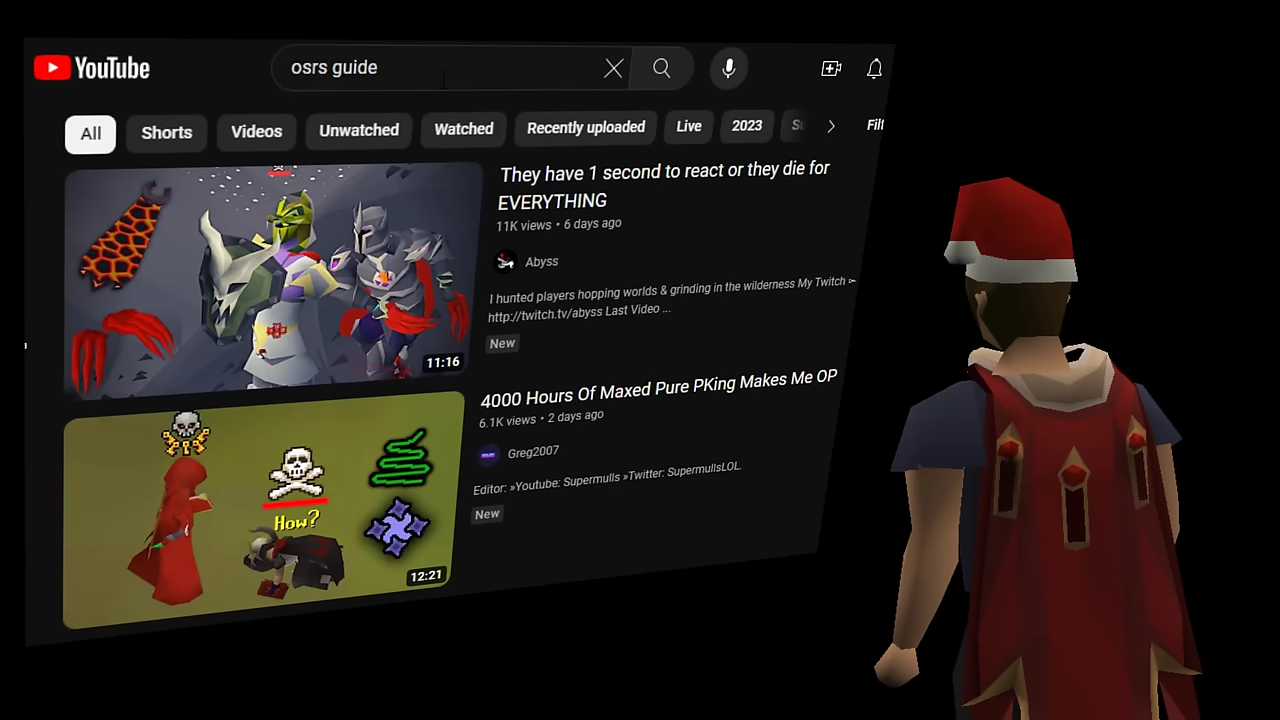 YouTube
osrs guide
All
Shorts
Videos
Unwatched
Watched
Recently uploaded
Live
2023
They have 1 second to react or they die for
EVERYTHING
11K views • 6 days ago
Abyss
I hunted players hopping worlds & grinding in the wilderness My Twitch
http://twitch.tv/abyss Last Video ...
New
11:16
4000 Hours Of Maxed Pure PKing Makes Me OP
6.1K views • 2 days ago
Greg2007
Editor: »Youtube: Supermulls »Twitter: SupermullsLOL.
New
How?
12:21